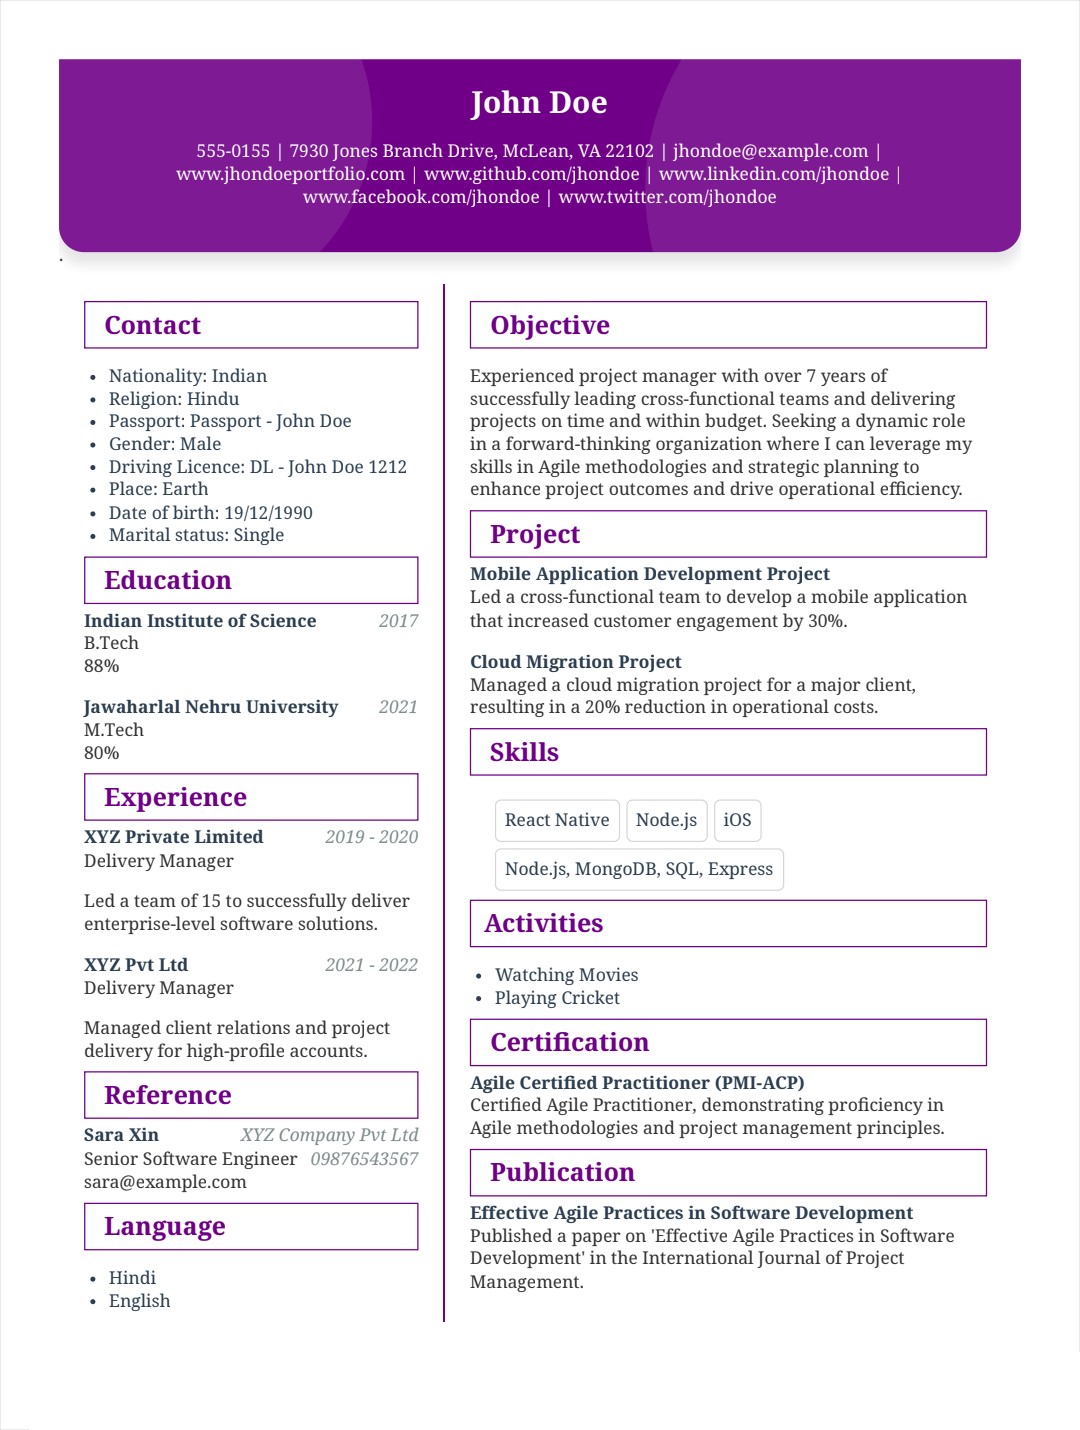 John Doe
555-0155 | 7930 Jones Branch Drive, McLean, VA 22102 | jhondoe@example.com |
www.jhondoeportfolio.com | www.github.com/jhondoe | www.linkedin.com/jhondoe |
www.facebook.com/jhondoe | www.twitter.com/jhondoe
.
Contact
• Nationality: Indian
• Religion: Hindu
• Passport: Passport - John Doe
• Gender: Male
• Driving Licence: DL - John Doe 1212
• Place: Earth
• Date of birth: 19/12/1990
• Marital status: Single
Education
Indian Institute of Science 2017
B.Tech
88%
Jawaharlal Nehru University 2021
M.Tech
80%
Experience
XYZ Private Limited 2019 - 2020
Delivery Manager
Led a team of 15 to successfully deliver
enterprise-level software solutions.
XYZ Pvt Ltd 2021 - 2022
Delivery Manager
Managed client relations and project
delivery for high-profile accounts.
Reference
Sara Xin XYZ Company Pvt Ltd
Senior Software Engineer 09876543567
sara@example.com
Language
• Hindi
• English
Objective
Experienced project manager with over 7 years of
successfully leading cross-functional teams and delivering
projects on time and within budget. Seeking a dynamic role
in a forward-thinking organization where I can leverage my
skills in Agile methodologies and strategic planning to
enhance project outcomes and drive operational efficiency.
Project
Mobile Application Development Project
Led a cross-functional team to develop a mobile application
that increased customer engagement by 30%.
Cloud Migration Project
Managed a cloud migration project for a major client,
resulting in a 20% reduction in operational costs.
Skills
React Native Node.js iOS
Node.js, MongoDB, SQL, Express
Activities
• Watching Movies
• Playing Cricket
Certification
Agile Certified Practitioner (PMI-ACP)
Certified Agile Practitioner, demonstrating proficiency in
Agile methodologies and project management principles.
Publication
Effective Agile Practices in Software Development
Published a paper on 'Effective Agile Practices in Software
Development' in the International Journal of Project
Management.